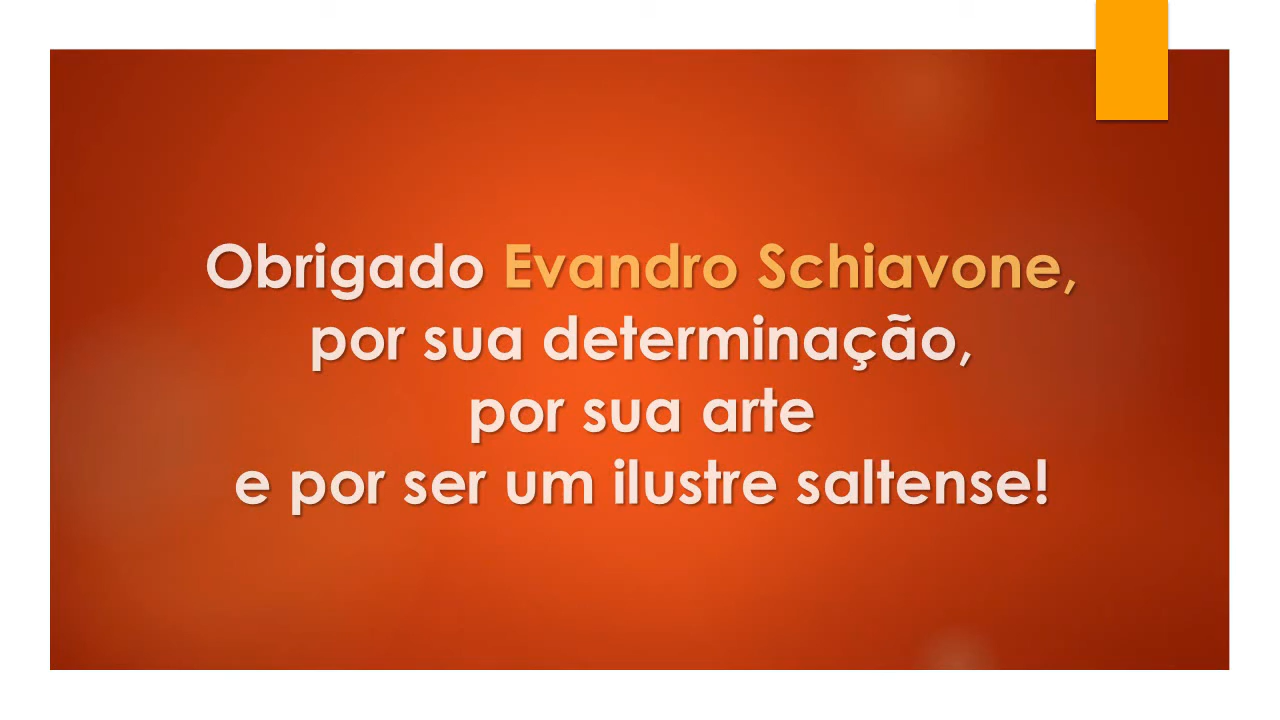 Obrigado Evandro Schiavone,
por sua determinação,
por sua arte
e por ser um ilustre saltense!